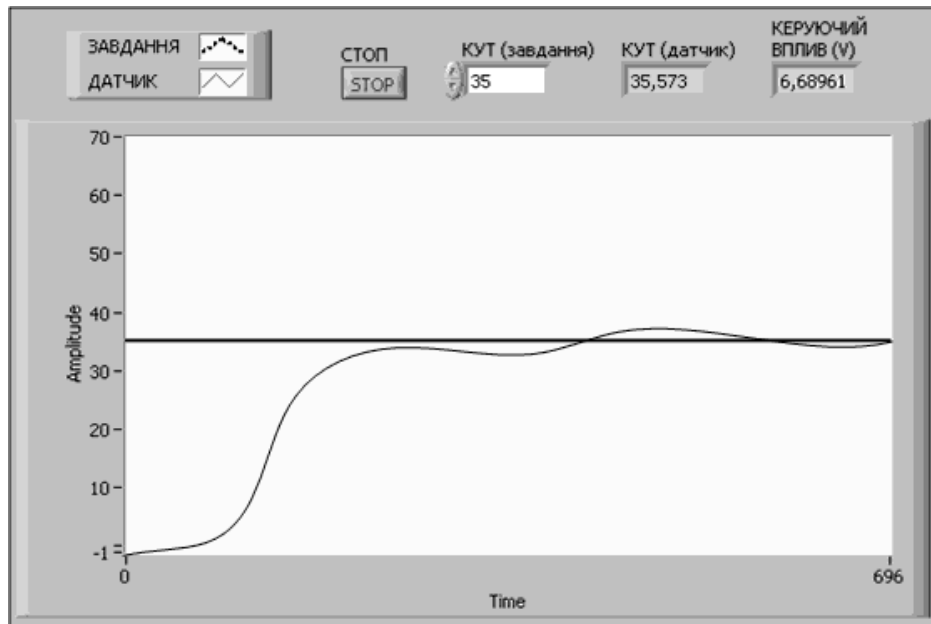 ЗАВДАННЯ
ДАТЧИК
СТОП
STOP
КУТ (завдання)
35
КУТ (датчик)
35,573
КЕРУЮЧИЙ
ВПЛИВ (V)
6,68961
Amplitude
70
60
50
40
30
20
10
-1
0
696
Time